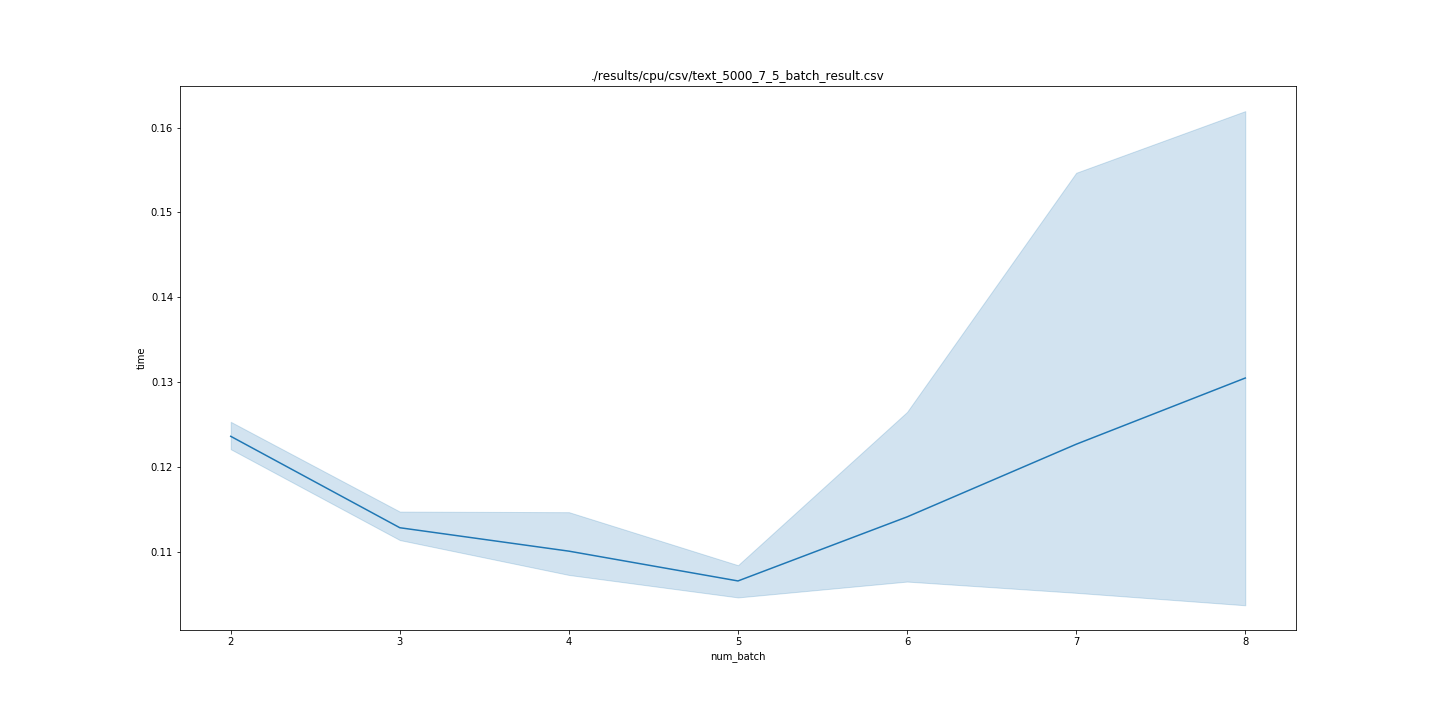 ./results/cpu/csv/text_5000_7_5_batch_result.csv
0.16
0.15
0.14
0.13
0.12
0.11
time
2 3 4 5 6 7 8
num_batch